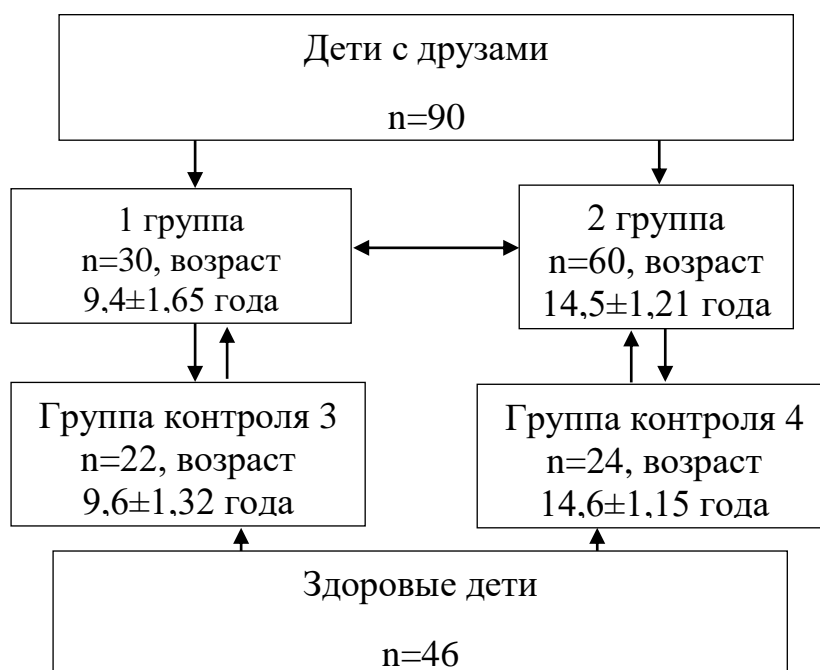 Дети с друзами
n=90
1 группа
n=30, возраст
9,4±1,65 года
2 группа
n=60, возраст
14,5±1,21 года
Группа контроля 3
n=22, возраст
9,6±1,32 года
Группа контроля 4
n=24, возраст
14,6±1,15 года
Здоровые дети
n=46